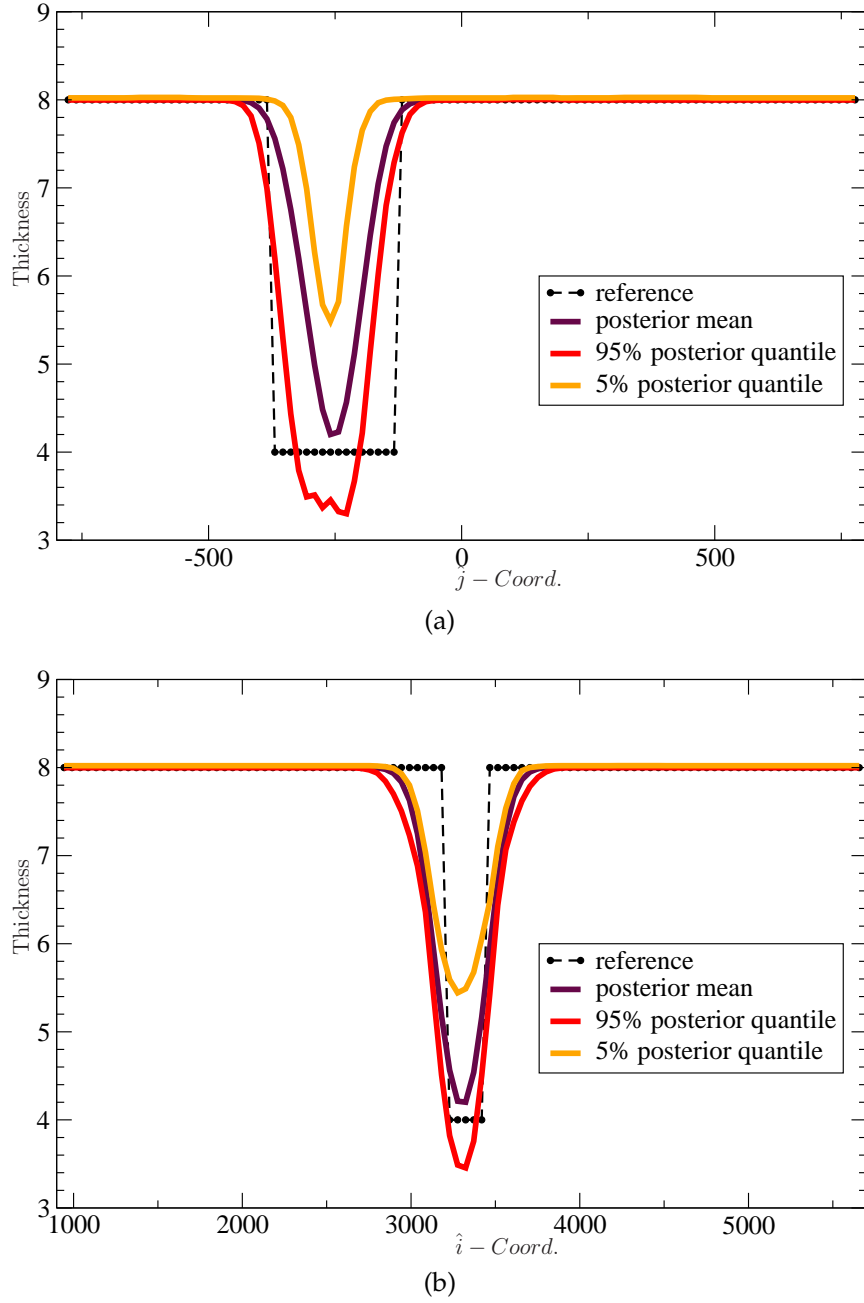 9
8
7
6
5
4
3
Thickness
reference
posterior mean
95% posterior quantile
5% posterior quantile
-500 0 500
ĵ − Coord.
(a)
9
8
7
6
5
4
3
Thickness
reference
posterior mean
95% posterior quantile
5% posterior quantile
1000 2000 3000 4000 5000
î − Coord.
(b)